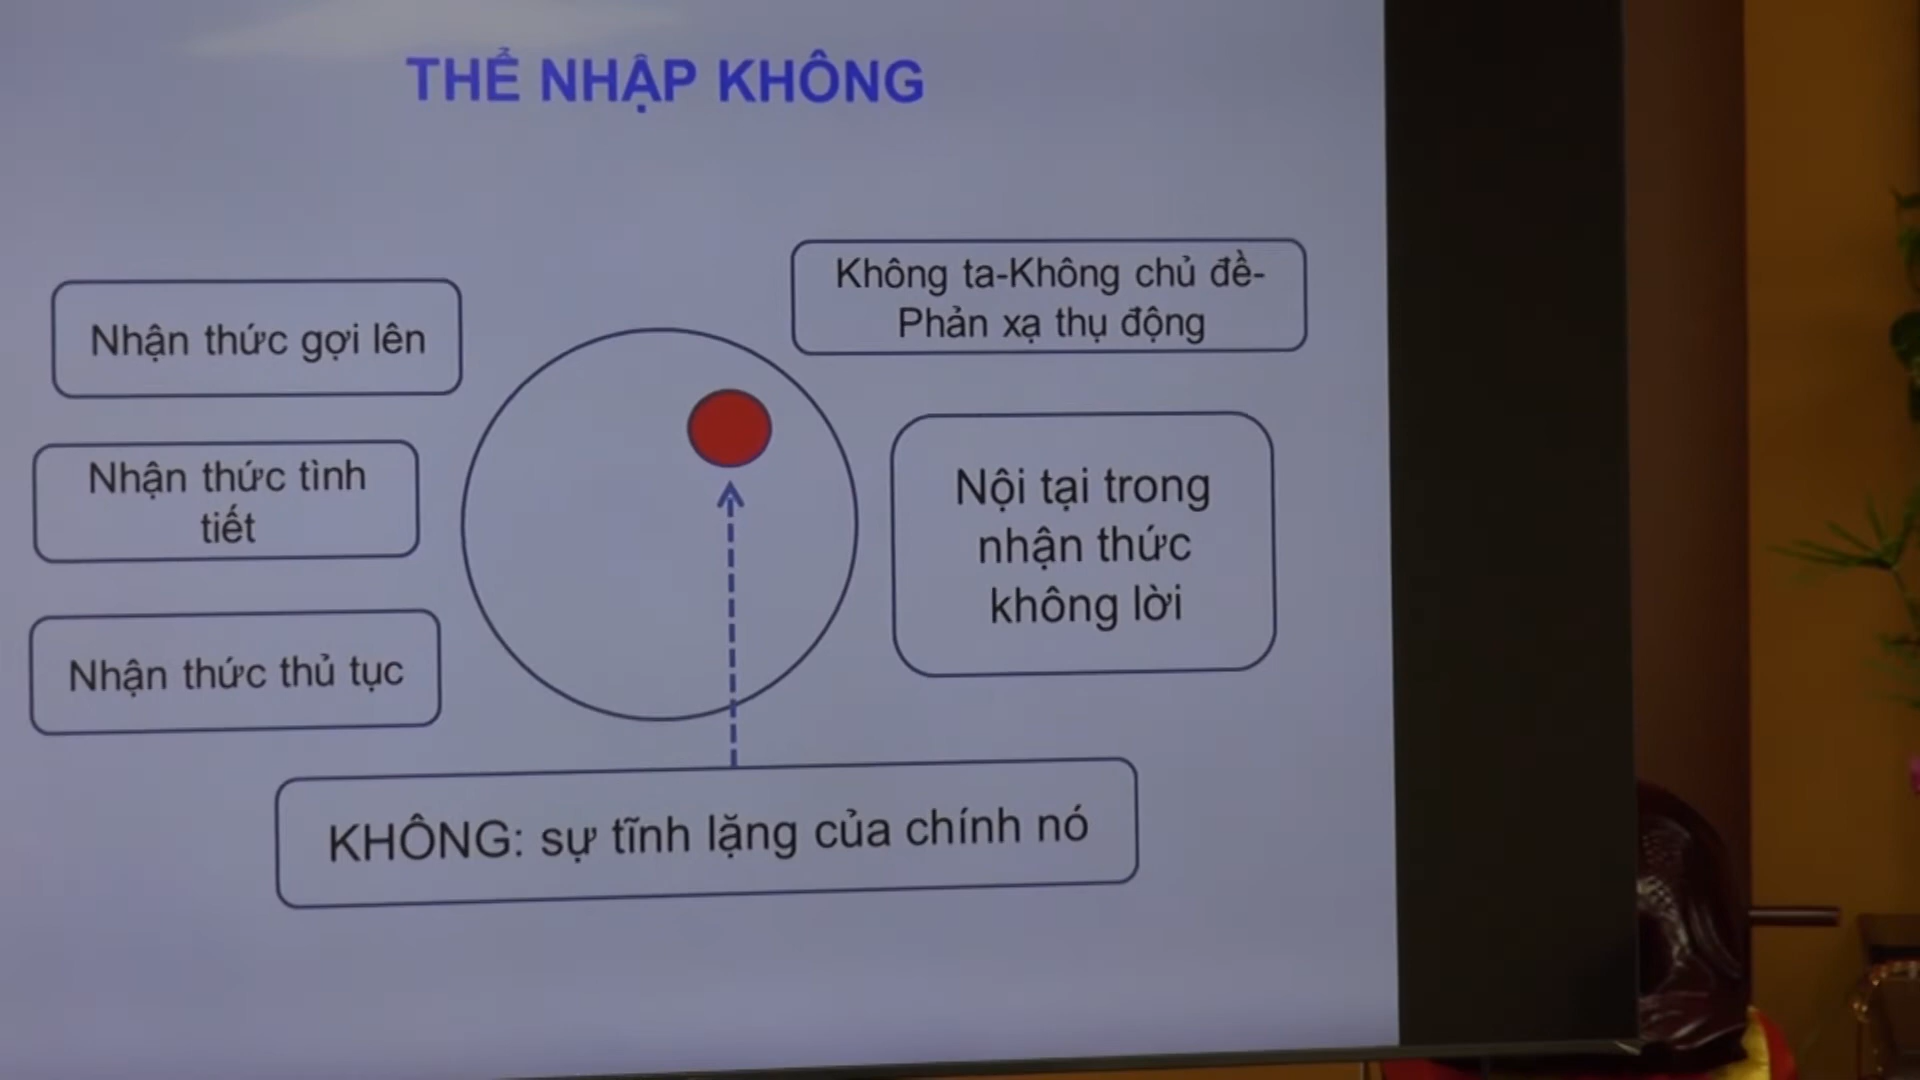 THỂ NHẬP KHÔNG
Không ta-Không chủ đề-
Phản xạ thụ động
Nhận thức gợi lên
Nhận thức tình
tiết
Nội tại trong
nhận thức
không lời
Nhận thức thủ tục
KHÔNG: sự tĩnh lặng của chính nó